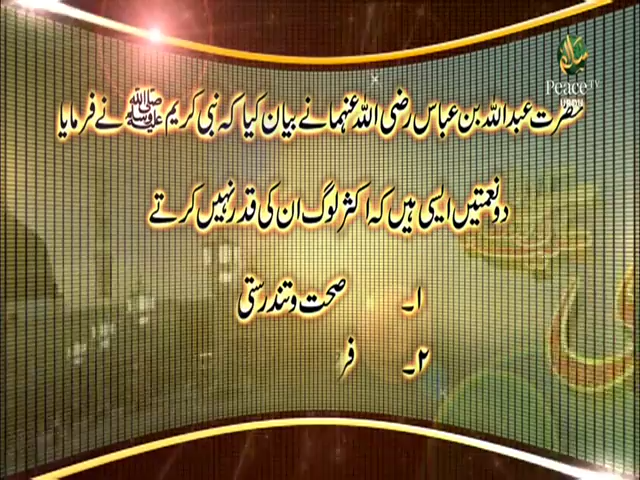 Peace TV
URDU
حضرت عبداللہ بن عباس رضی اللہ عنہما نے بیان کیا کہ نبی کریم ﷺ نے فرمایا
دو نعمتیں ایسی ہیں کہ اکثر لوگ ان کی قدر نہیں کرتے
۱۔ صحت و تندرستی
۲۔ فر